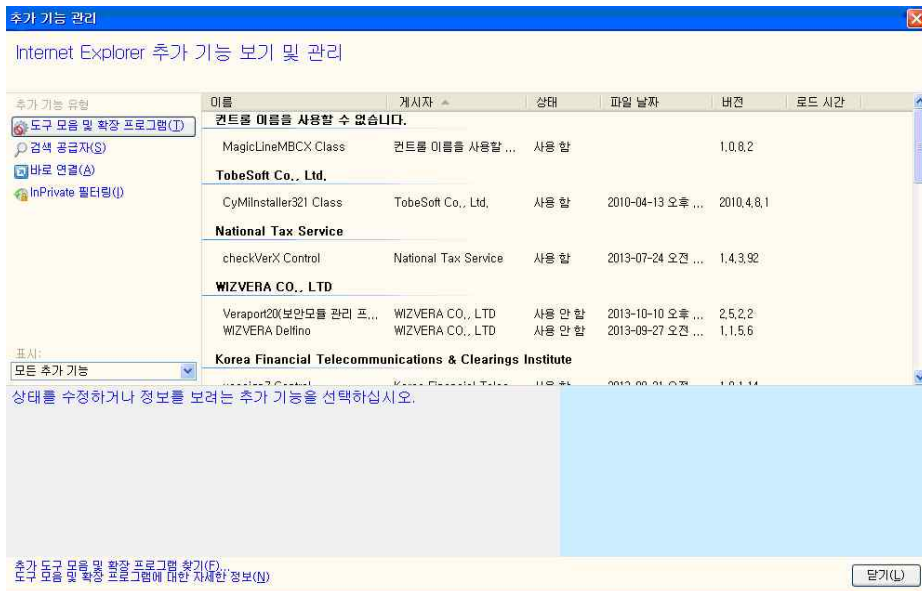 추가 기능 관리
Internet Explorer 추가 기능 보기 및 관리
추가 기능 유형
도구 모음 및 확장 프로그램(T)
검색 공급자(S)
바로 연결(A)
InPrivate 필터링(I)
표시:
모든 추가 기능
이름 게시자 상태 파일 날짜 버전 로드 시간
컨트롤 이름을 사용할 수 없습니다.
MagicLineMBCX Class 컨트롤 이름을 사용할 ... 사용 함 1,0,8,2
TobeSoft Co., Ltd.
CyMiInstaller321 Class TobeSoft Co., Ltd. 사용 함 2010-04-13 오후 ... 2010,4,8,1
National Tax Service
checkVerX Control National Tax Service 사용 함 2013-07-24 오전 ... 1,4,3,92
WIZVERA CO., LTD
Veraport20(보안모듈 관리 프... WIZVERA CO., LTD 사용 안 함 2013-10-10 오후 ... 2,5,2,2
WIZVERA Delfino WIZVERA CO., LTD 사용 안 함 2013-09-27 오전 ... 1,1,5,6
Korea Financial Telecommunications & Clearings Institute
상태를 수정하거나 정보를 보려는 추가 기능을 선택하십시오.
추가 도구 모음 및 확장 프로그램 찾기(F)...
도구 모음 및 확장 프로그램에 대한 자세한 정보(N)
닫기(L)